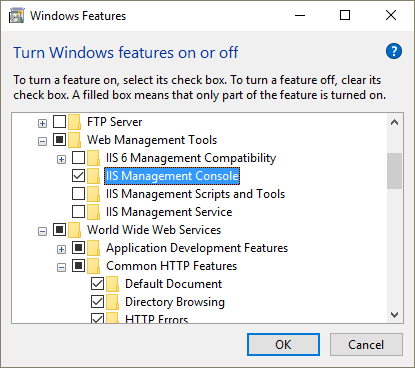 Windows Features
Turn Windows features on or off
To turn a feature on, select its check box. To turn a feature off, clear its
check box. A filled box means that only part of the feature is turned on.
FTP Server
Web Management Tools
IIS 6 Management Compatibility
IIS Management Console
IIS Management Scripts and Tools
IIS Management Service
World Wide Web Services
Application Development Features
Common HTTP Features
Default Document
Directory Browsing
HTTP Errors
OK Cancel